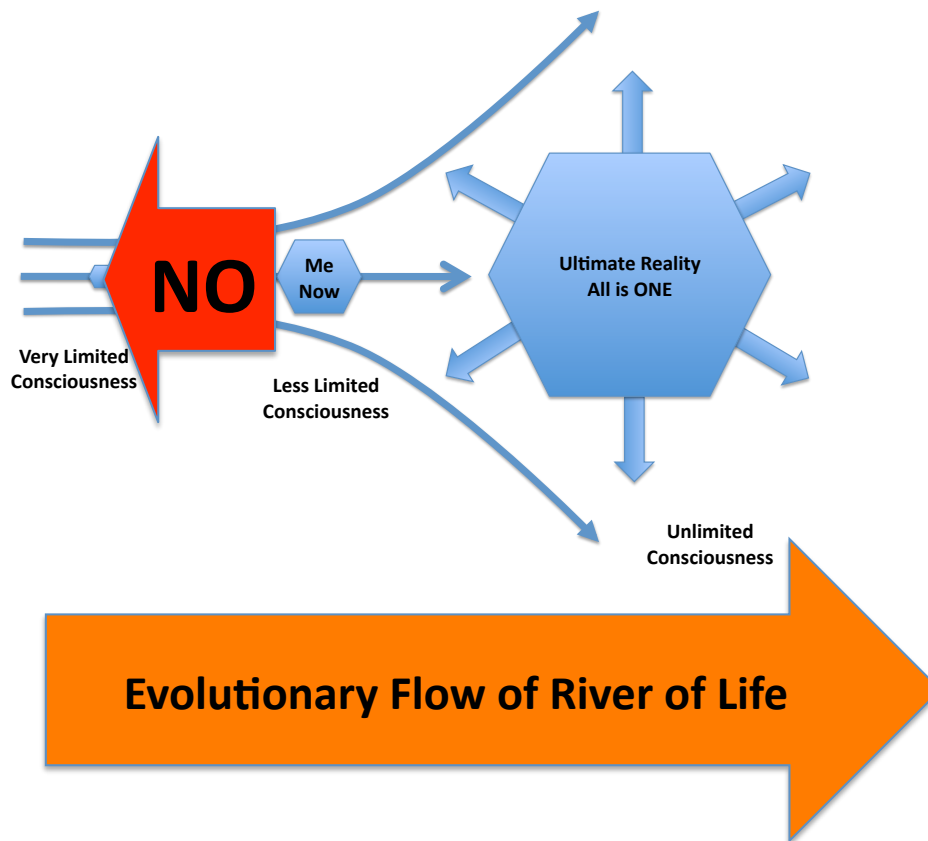 NO
Me
Now
Ultimate Reality
All is ONE
Very Limited
Consciousness
Less Limited
Consciousness
Unlimited
Consciousness
Evolutionary Flow of River of Life